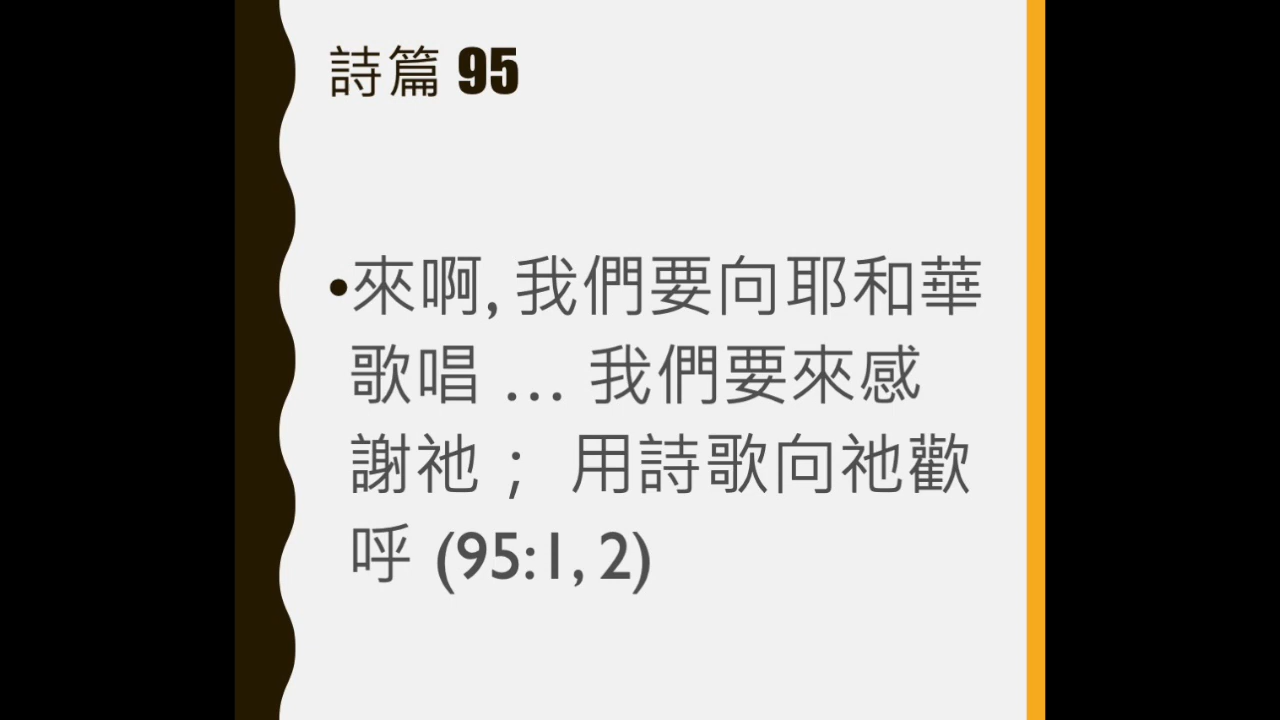 詩篇 95
•來啊, 我們要向耶和華
歌唱 … 我們要來感
謝祂； 用詩歌向祂歡
呼 (95:1, 2)